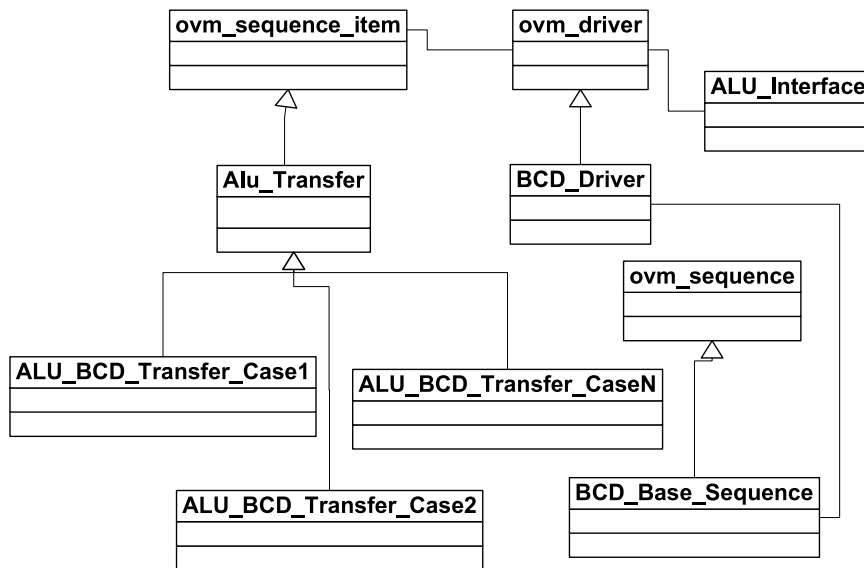 ovm_sequence_item
ovm_driver
ALU_Interface
Alu_Transfer
BCD_Driver
ovm_sequence
ALU_BCD_Transfer_Case1
ALU_BCD_Transfer_CaseN
BCD_Base_Sequence
ALU_BCD_Transfer_Case2